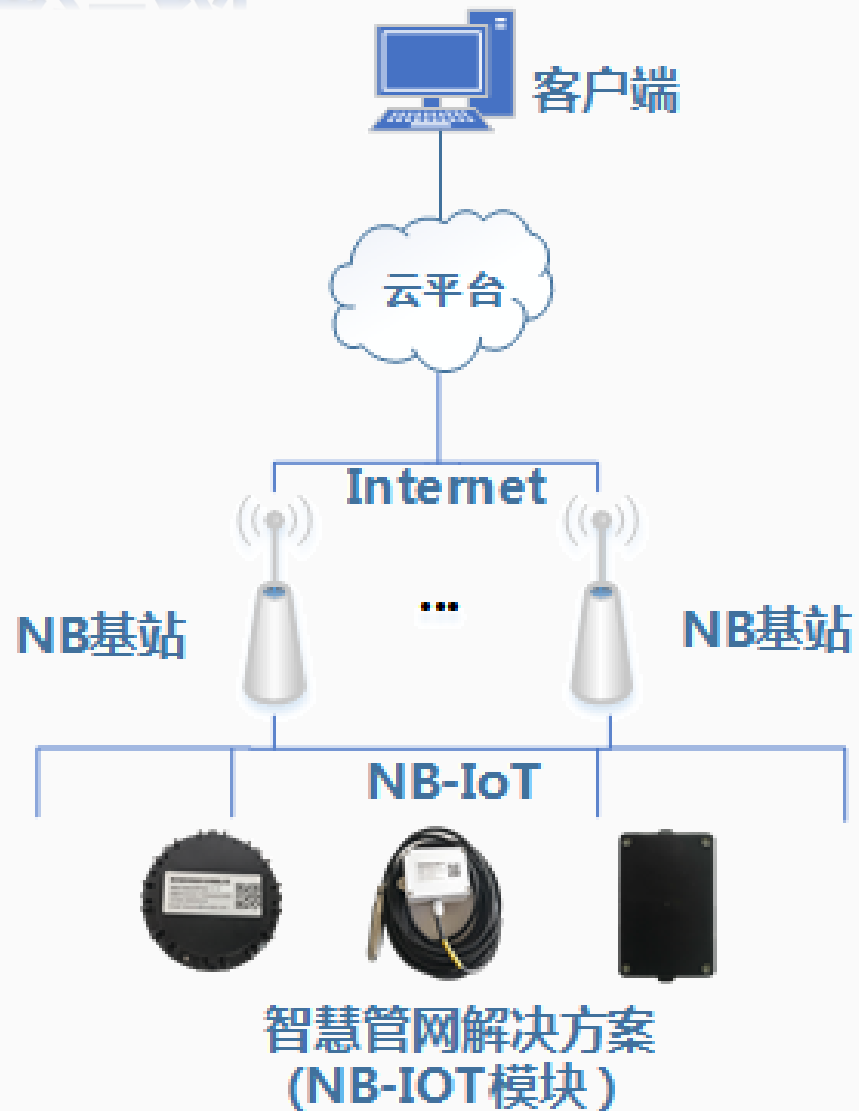 客户端
云平台
Internet
...
NB基站
NB基站
NB-IoT
智慧管网解决方案
(NB-IOT模块)